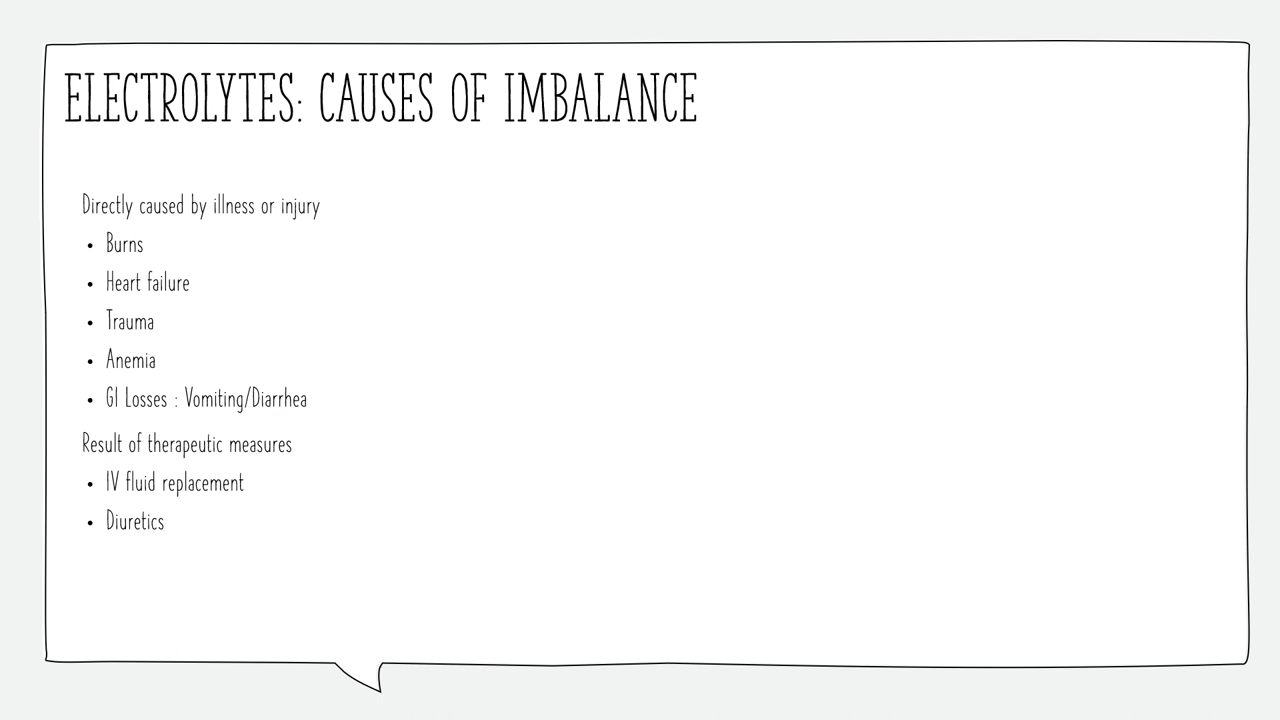 ELECTROLYTES: CAUSES OF IMBALANCE
Directly caused by illness or injury
• Burns
• Heart failure
• Trauma
• Anemia
• GI Losses : Vomiting/Diarrhea
Result of therapeutic measures
• IV fluid replacement
• Diuretics